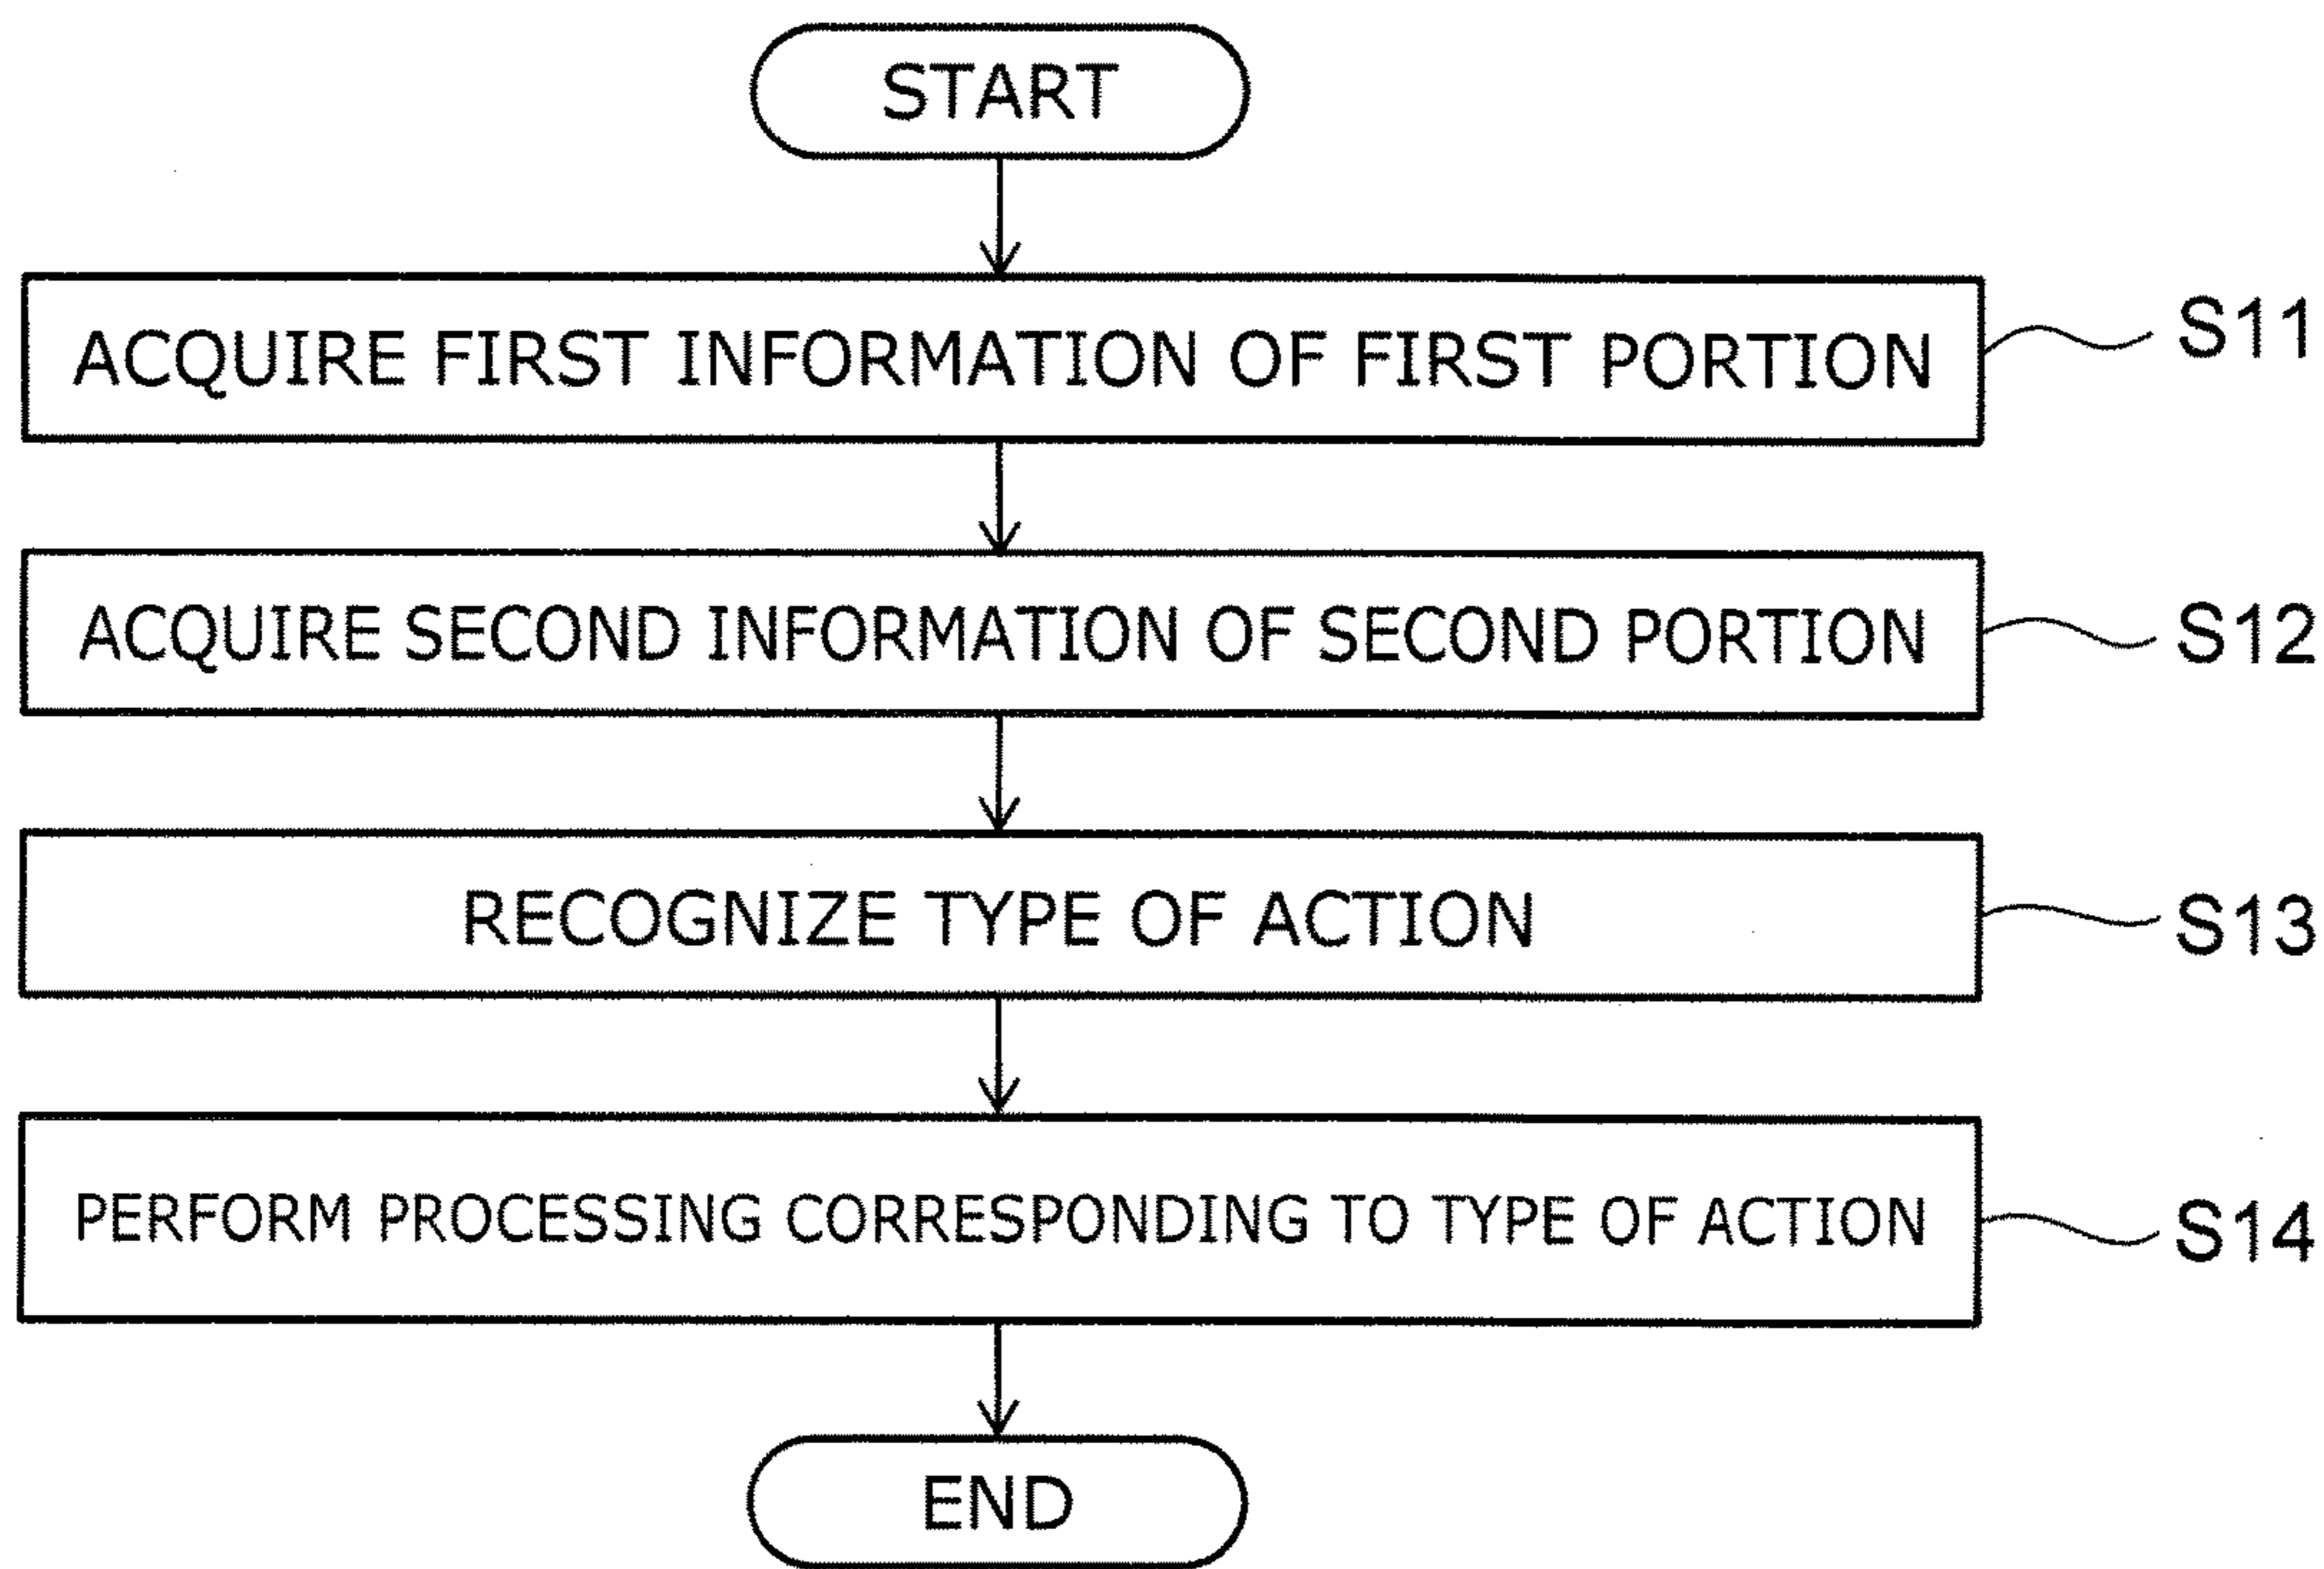 START
ACQUIRE FIRST INFORMATION OF FIRST PORTION
S11
ACQUIRE SECOND INFORMATION OF SECOND PORTION
S12
RECOGNIZE TYPE OF ACTION
S13
PERFORM PROCESSING CORRESPONDING TO TYPE OF ACTION
S14
END